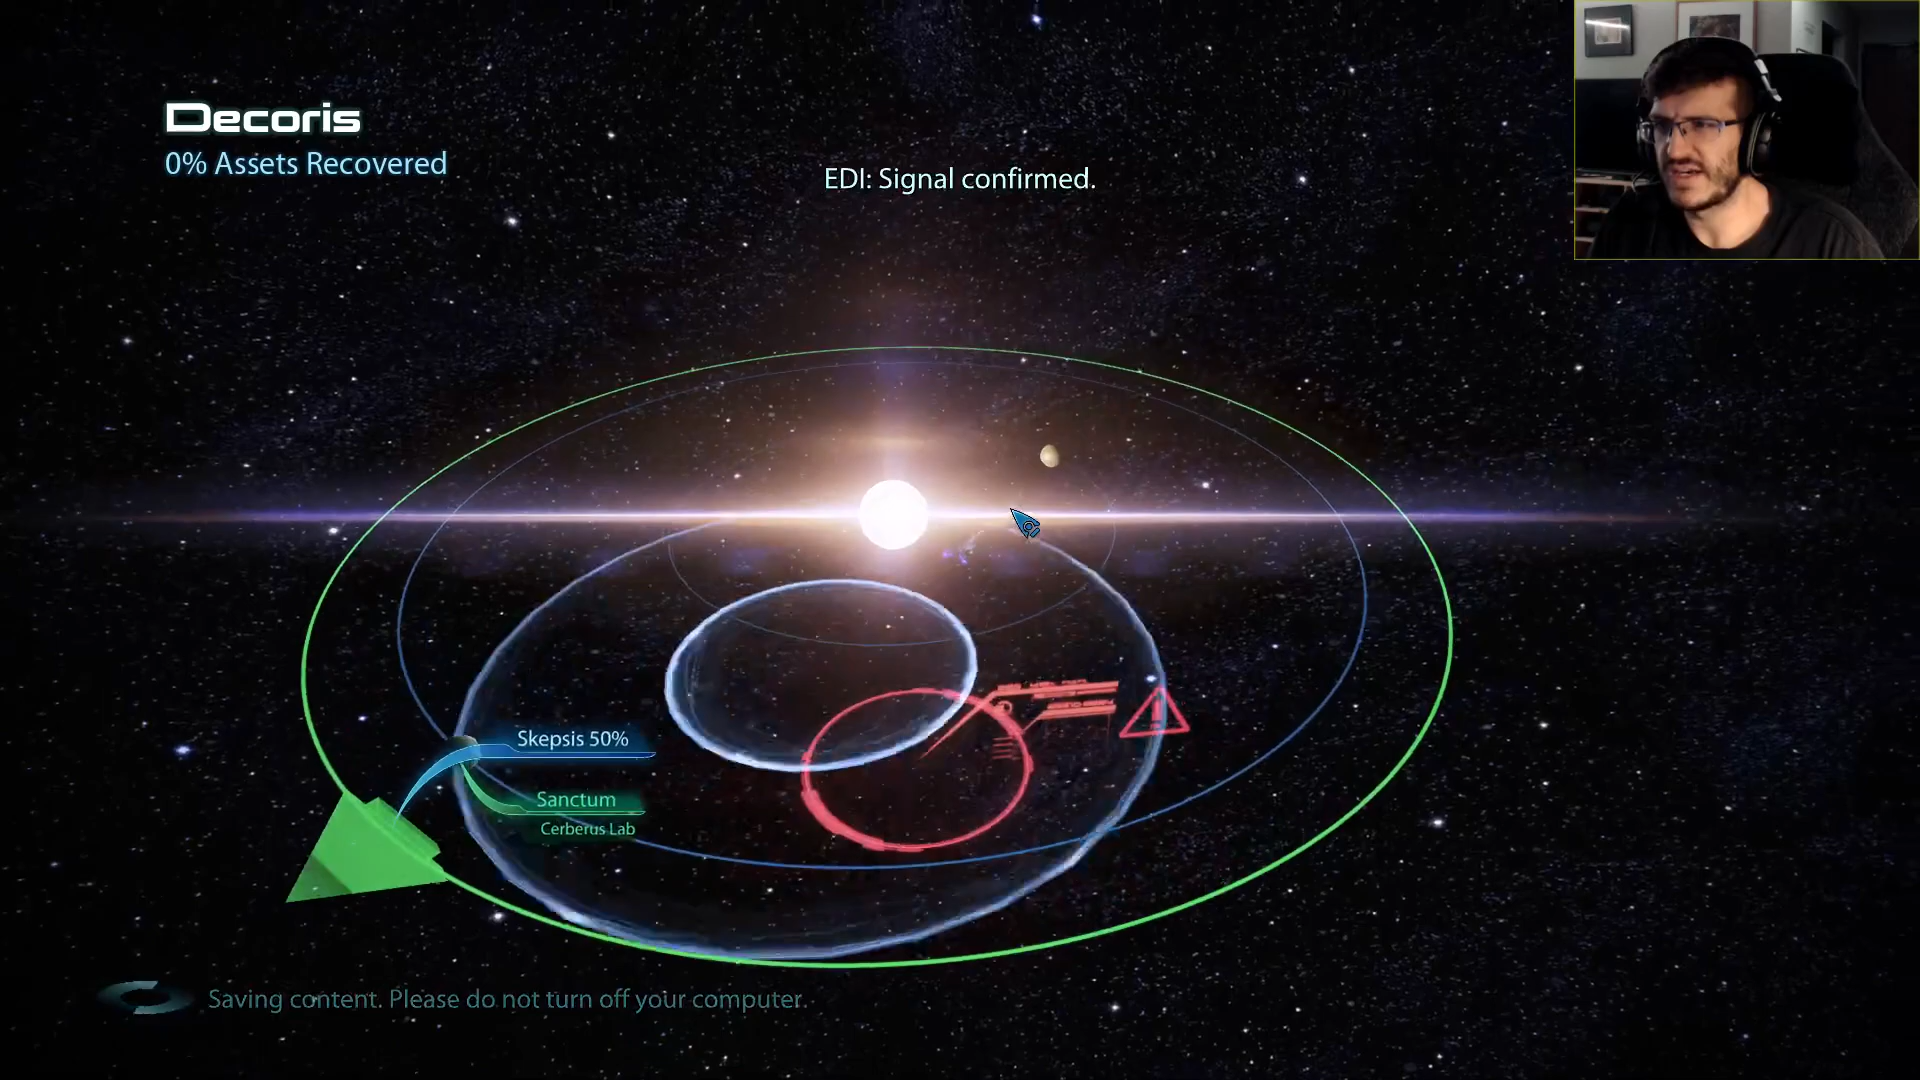 Decoris
0% Assets Recovered
EDI: Signal confirmed.
Skepsis 50%
Sanctum
Cerberus Lab
Saving content. Please do not turn off your computer.